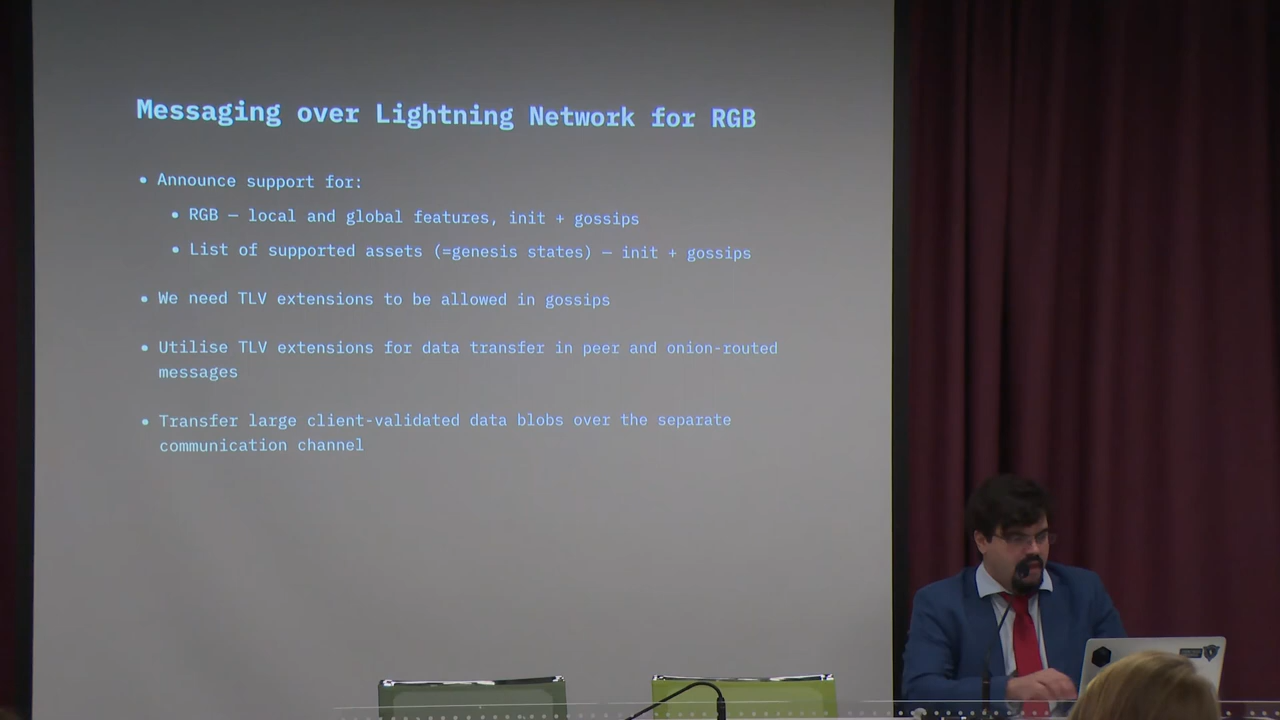 Messaging over Lightning Network for RGB
• Announce support for:
• RGB – local and global features, init + gossips
• List of supported assets (=genesis states) – init + gossips
• We need TLV extensions to be allowed in gossips
• Utilise TLV extensions for data transfer in peer and onion-routed
messages
• Transfer large client-validated data blobs over the separate
communication channel